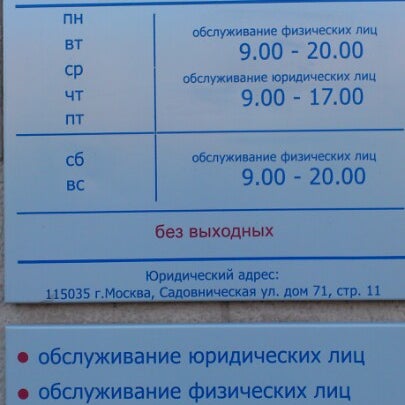 пн
вт
ср
чт
пт
обслуживание физических лиц
9.00 - 20.00
обслуживание юридических лиц
9.00 - 17.00
сб
вс
обслуживание физических лиц
9.00 - 20.00
без выходных
Юридический адрес:
115035 г.Москва, Садовническая ул. дом 71, стр. 11
обслуживание юридических лиц
обслуживание физических лиц